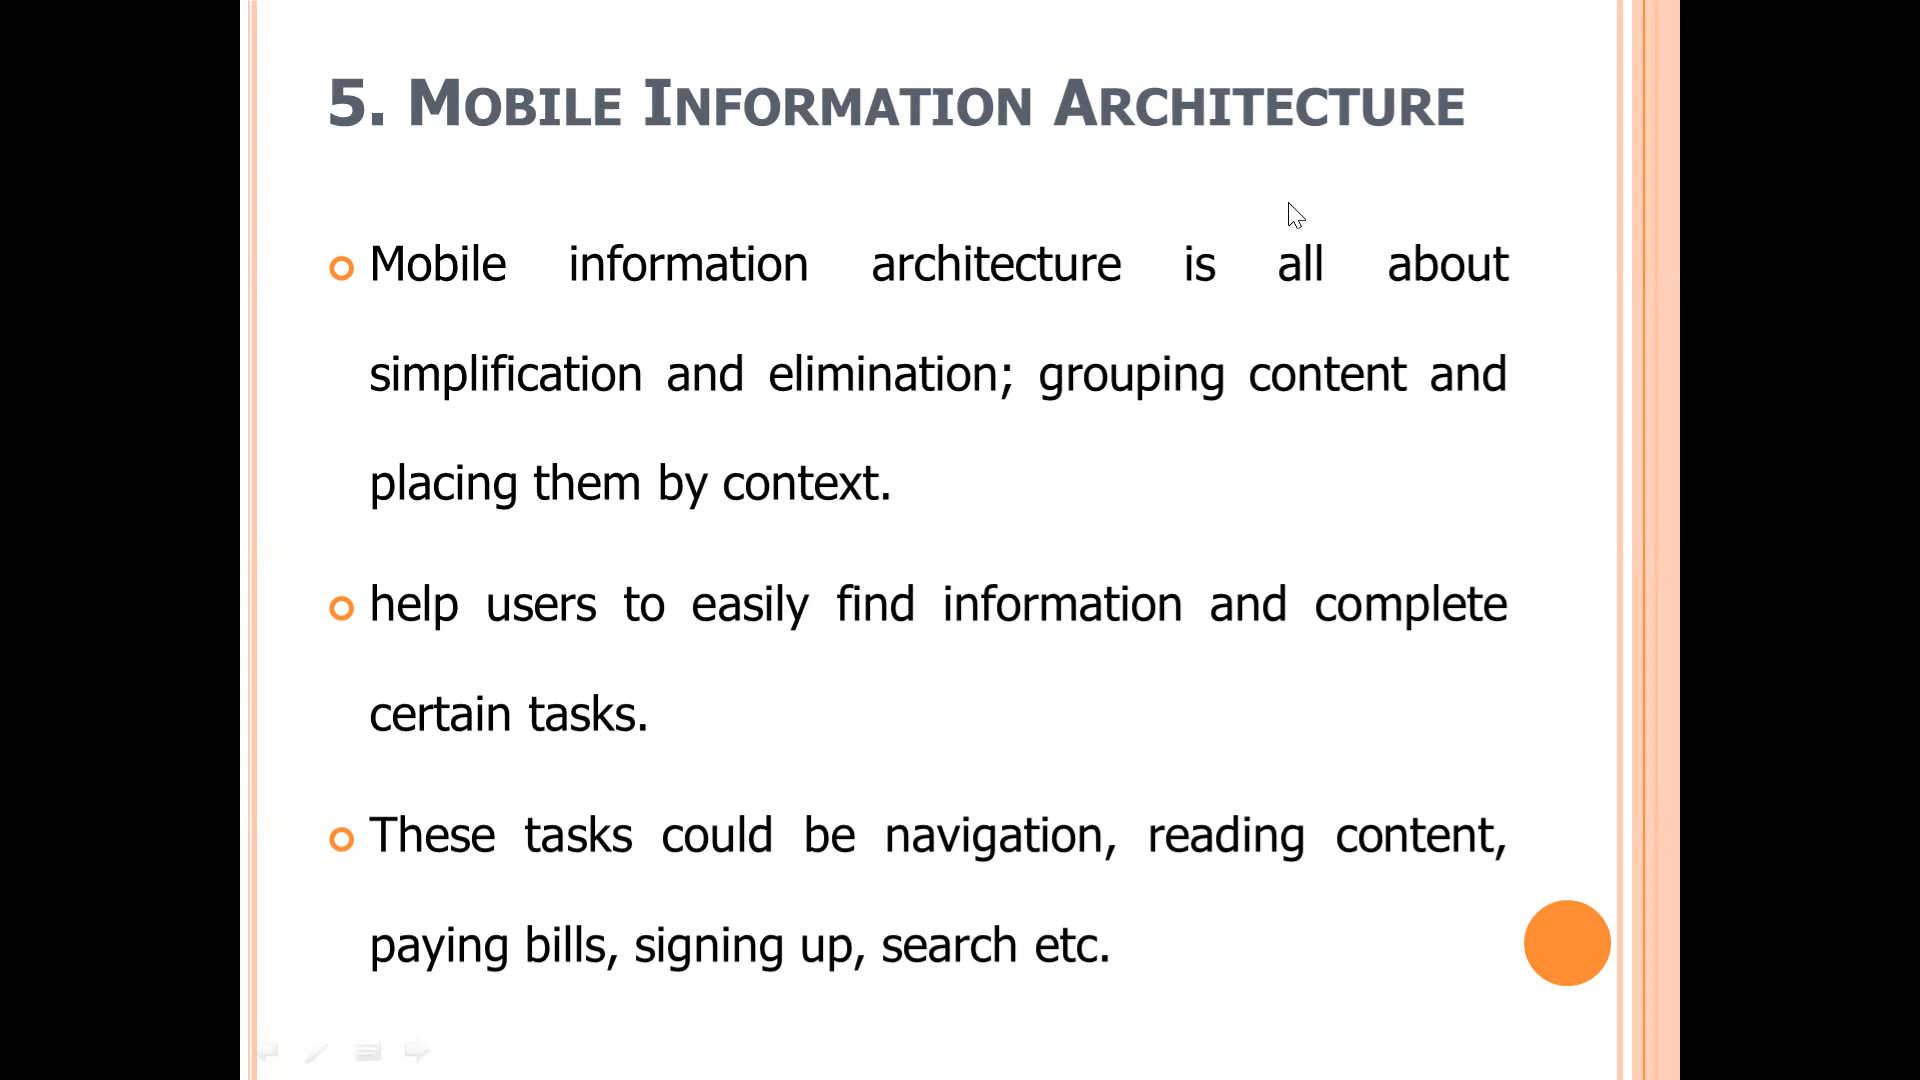 5. Mobile Information Architecture
Mobile information architecture is all about
simplification and elimination; grouping content and
placing them by context.
help users to easily find information and complete
certain tasks.
These tasks could be navigation, reading content,
paying bills, signing up, search etc.